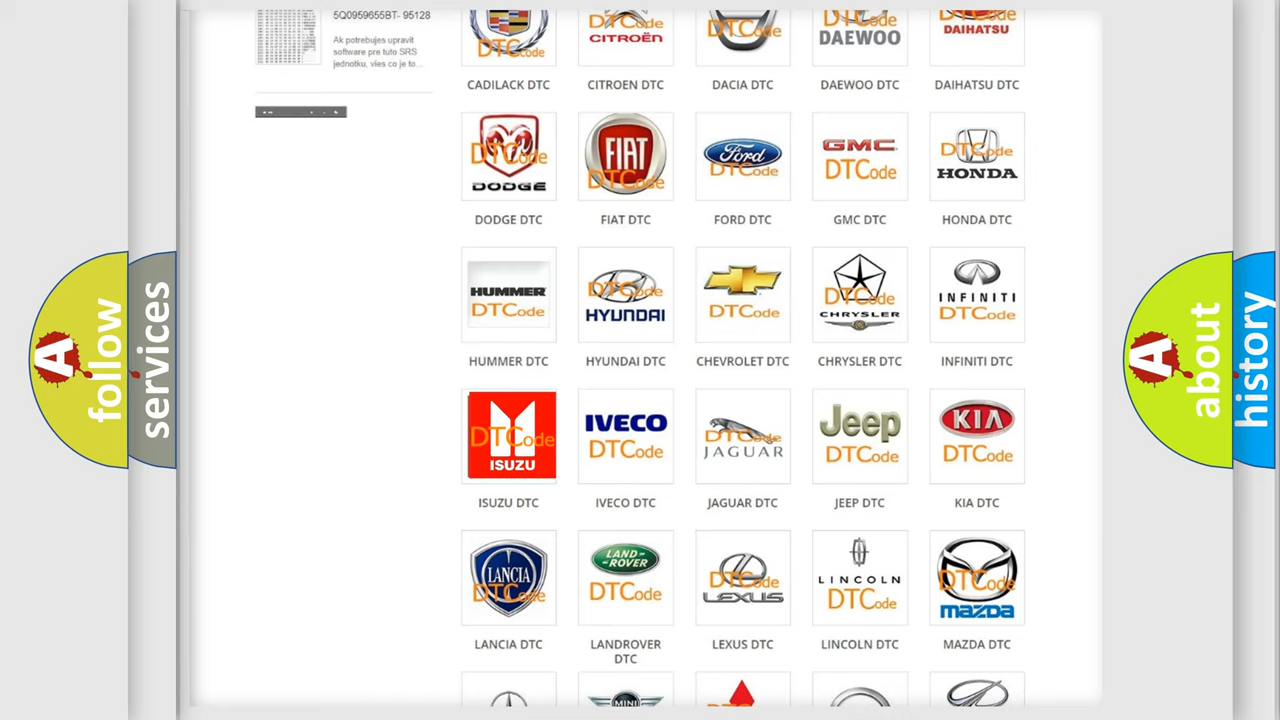 5Q0959655BT- 95128
Ak potrebujes upravit
software pre tuto SRS
jednotku, vies co je to...
DTCode
DTCode
CITROËN
DTCode
DAEWOO
DTCode
DAIHATSU
CADILACK DTC
CITROEN DTC
DACIA DTC
DAEWOO DTC
DAIHATSU DTC
DTCode
DODGE
FIAT
DTCode
Ford
DTCode
GMC
DTCode
DTCode
HONDA
DODGE DTC
FIAT DTC
FORD DTC
GMC DTC
HONDA DTC
HUMMER
DTCode
DTCode
HYUNDAI
DTCode
DTCode
CHRYSLER
INFINITI
DTCode
HUMMER DTC
HYUNDAI DTC
CHEVROLET DTC
CHRYSLER DTC
INFINITI DTC
DTCode
ISUZU
IVECO
DTCode
DTCode
JAGUAR
Jeep
DTCode
KIA
DTCode
ISUZU DTC
IVECO DTC
JAGUAR DTC
JEEP DTC
KIA DTC
LANCIA
DTCode
LAND-
ROVER
DTCode
DTCode
LEXUS
LINCOLN
DTCode
DTCode
mazda
LANCIA DTC
LANDROVER
DTC
LEXUS DTC
LINCOLN DTC
MAZDA DTC
MINI
A follow
services
A about
history